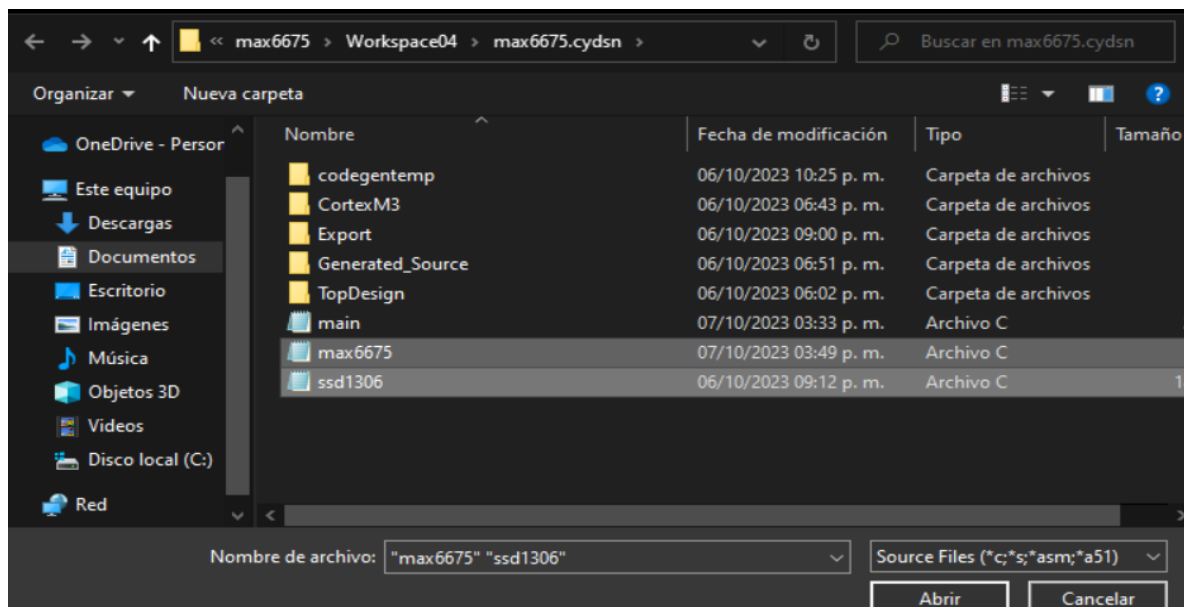 « max6675 › Workspace04 › max6675.cydsn ›
Buscar en max6675.cydsn
Organizar Nueva carpeta
Nombre Fecha de modificación Tipo Tamaño
OneDrive - Person
Este equipo
Descargas
Documentos
Escritorio
Imágenes
Música
Objetos 3D
Videos
Disco local (C:)
Red
codegentemp 06/10/2023 10:25 p. m. Carpeta de archivos
CortexM3 06/10/2023 06:43 p. m. Carpeta de archivos
Export 06/10/2023 09:00 p. m. Carpeta de archivos
Generated_Source 06/10/2023 06:51 p. m. Carpeta de archivos
TopDesign 06/10/2023 06:02 p. m. Carpeta de archivos
main 07/10/2023 03:33 p. m. Archivo C
max6675 07/10/2023 03:49 p. m. Archivo C
ssd1306 06/10/2023 09:12 p. m. Archivo C 1
Nombre de archivo: "max6675" "ssd1306"
Source Files (*c;*s;*asm;*a51)
Abrir Cancelar